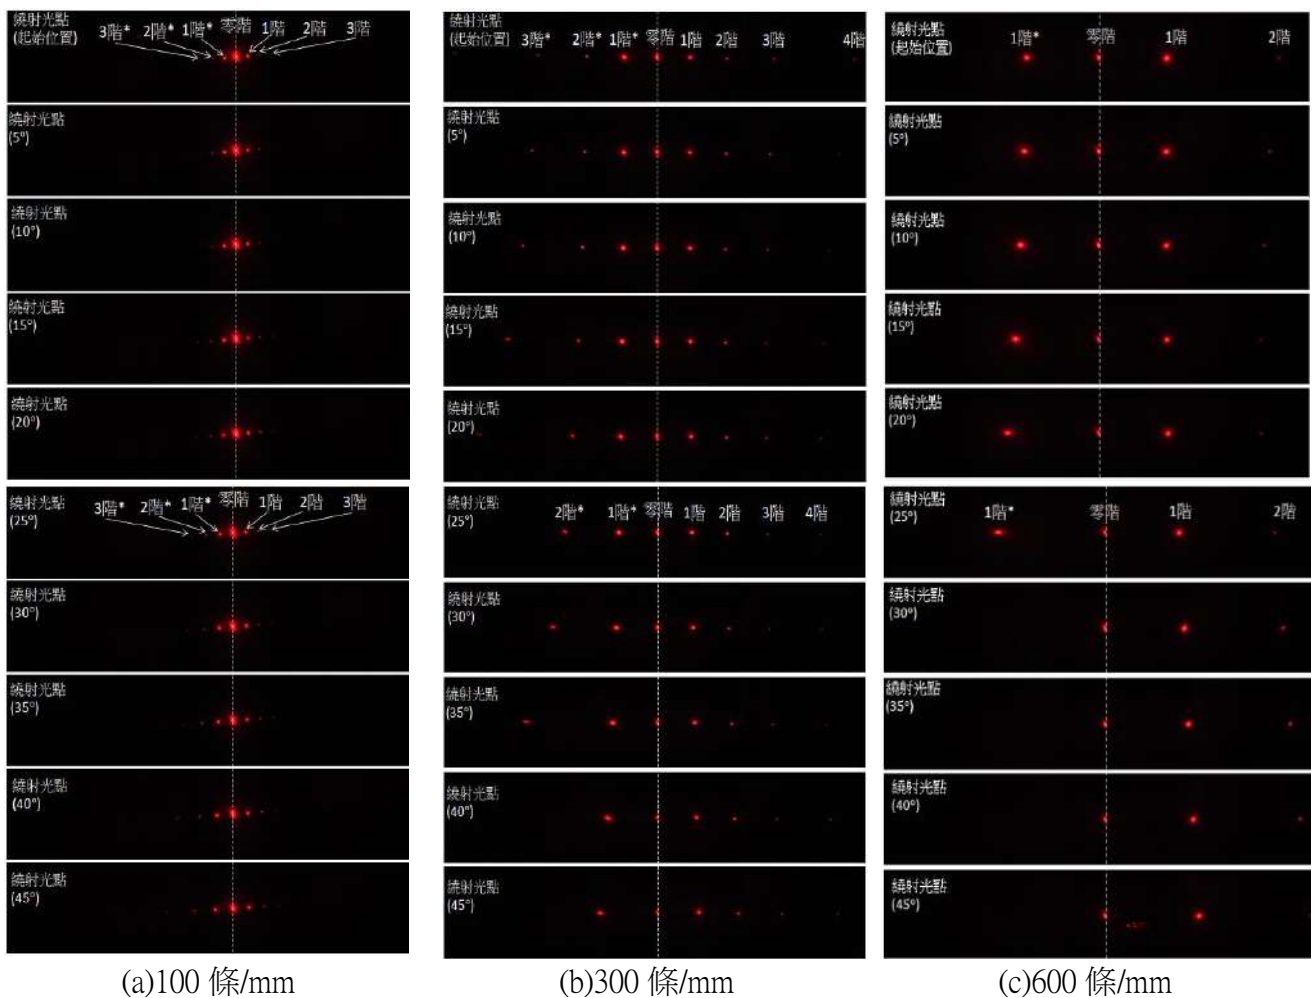 繞射光點
(起始位置)
3階* 2階* 1階* 零階 1階 2階 3階
繞射光點
(5°)
繞射光點
(10°)
繞射光點
(15°)
繞射光點
(20°)
繞射光點
(25°)
3階* 2階* 1階* 零階 1階 2階 3階
繞射光點
(30°)
繞射光點
(35°)
繞射光點
(40°)
繞射光點
(45°)
(a)100 條/mm
繞射光點
(起始位置) 3階* 2階* 1階* 零階 1階 2階 3階 4階
繞射光點
(5°)
繞射光點
(10°)
繞射光點
(15°)
繞射光點
(20°)
繞射光點
(25°)
2階* 1階* 零階 1階 2階 3階 4階
繞射光點
(30°)
繞射光點
(35°)
繞射光點
(40°)
繞射光點
(45°)
(b)300 條/mm
繞射光點
(起始位置)
1階* 零階 1階 2階
繞射光點
(5°)
繞射光點
(10°)
繞射光點
(15°)
繞射光點
(20°)
繞射光點
(25°)
1階* 零階 1階 2階
繞射光點
(30°)
繞射光點
(35°)
繞射光點
(40°)
繞射光點
(45°)
(c)600 條/mm